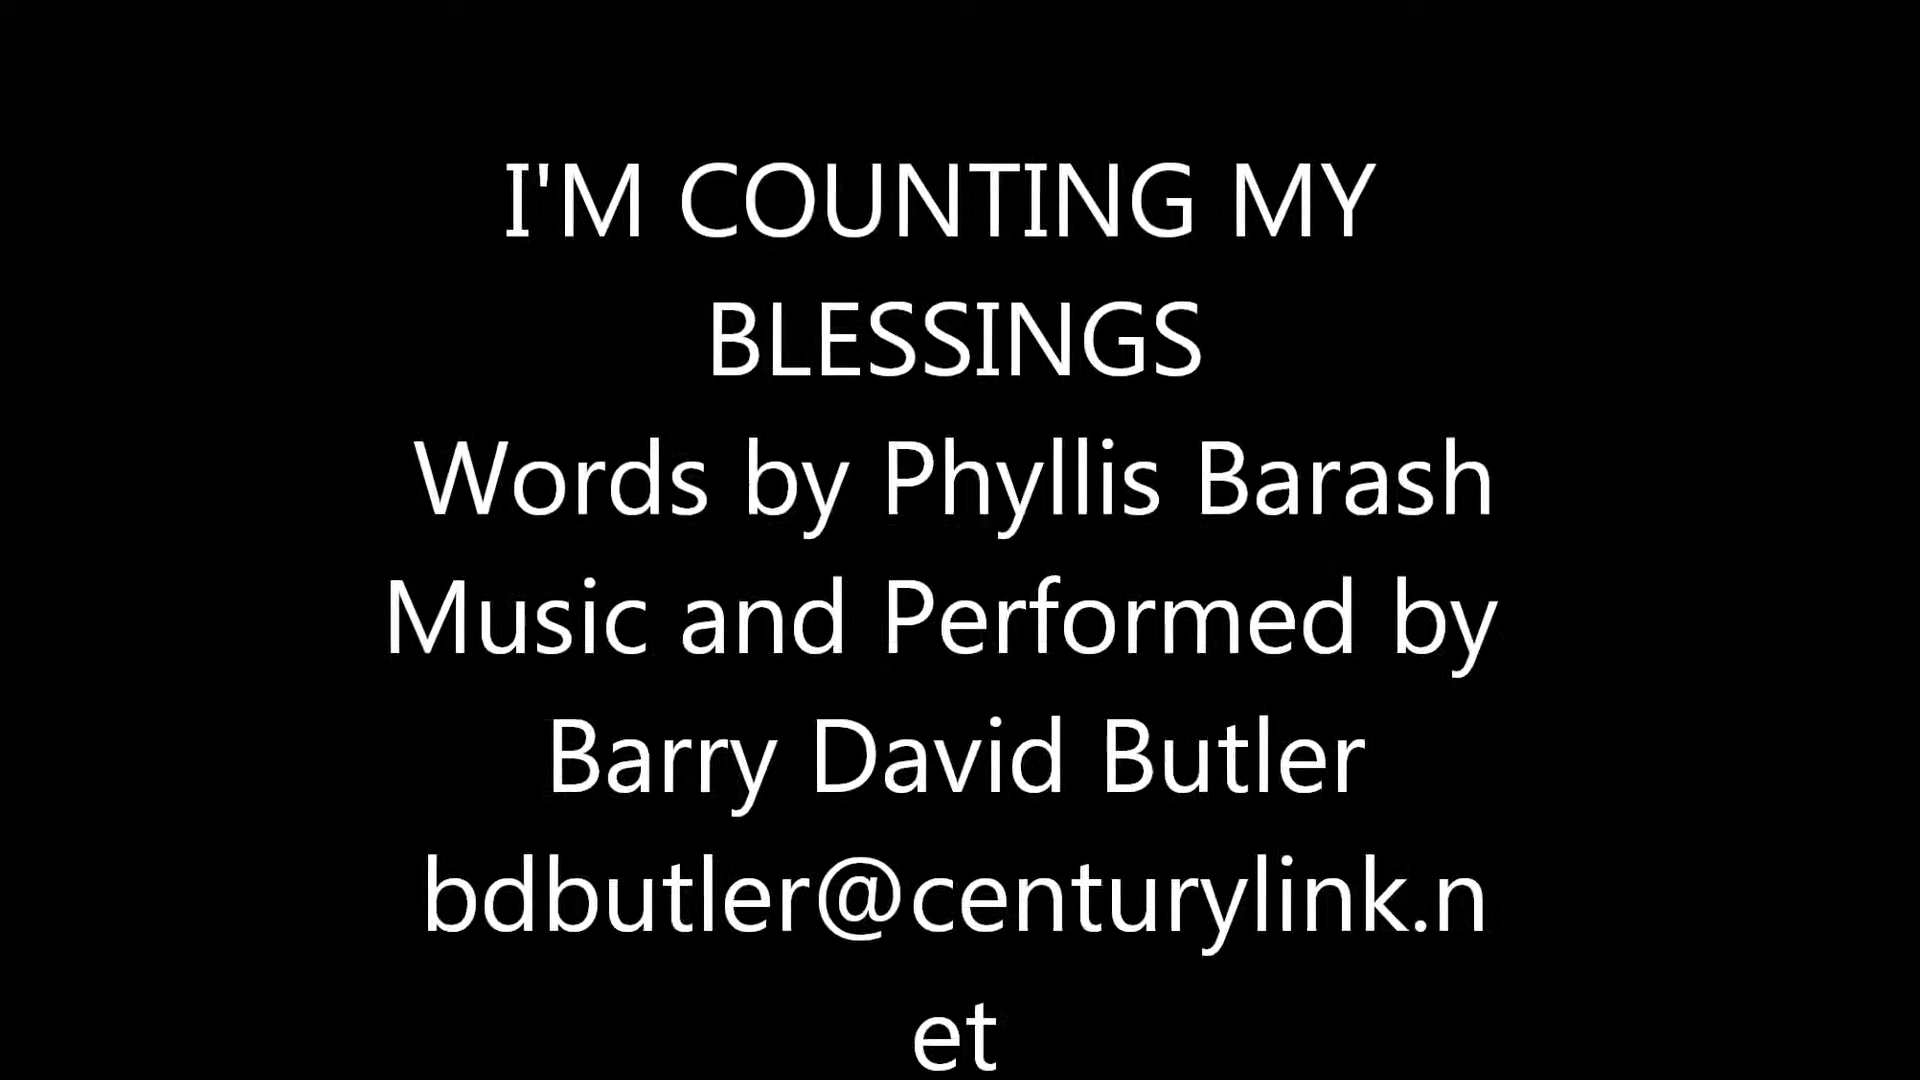 I'M COUNTING MY
BLESSINGS
Words by Phyllis Barash
Music and Performed by
Barry David Butler
bdbutler@centurylink.n
et